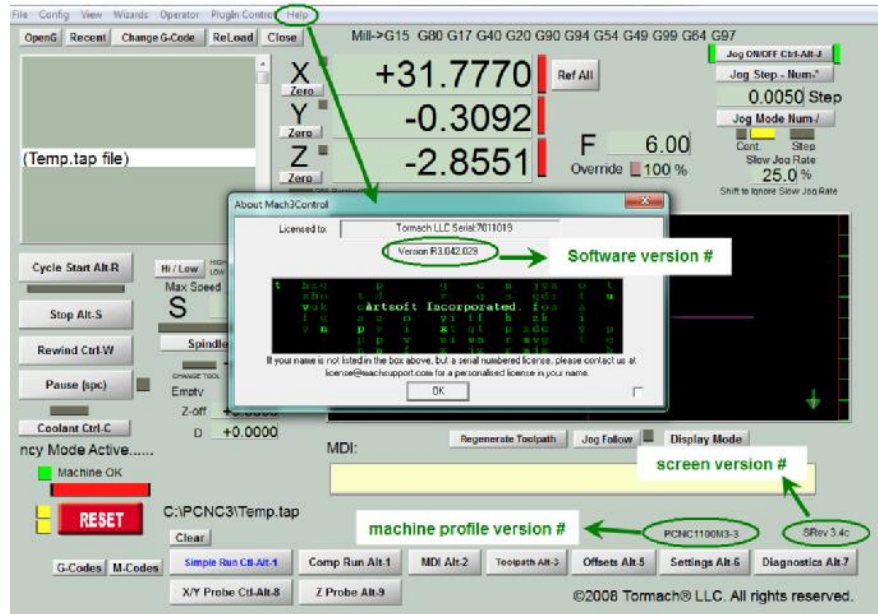 File Config View Wizards Operator PlugIn Control Help
OpenG Recent Change G-Code ReLoad Close
Mill->G15 G80 G17 G40 G20 G90 G94 G54 G49 G99 G64 G97
Jog ON/OFF Ctrl-Alt-J
Jog Step - Num-*
0.0050 Step
Jog Mode Num-/
Cont. Step
Slow Jog Rate
25.0 %
Shift to Ignore Slow Jog Rate
X +31.7770 Ref All
Zero
Y -0.3092
Zero
Z -2.8551
Zero
F 6.00
Override 100 %
(Temp.tap file)
About Mach3Control
Licensed to: Tormach LLC Serial:7011019
Version R3.042.029
Software version #
Artsoft Incorporated.
If your name is not listed in the box above, but a serial numbered license, please contact us at
license@machsupport.com for a personalised license in your name.
OK
Cycle Start Alt-R
Stop Alt-S
Rewind Ctrl-W
Pause (spc)
Coolant Ctrl-C
Hi / Low HIGH
LOW
Max Speed
S
Spindle
CHANGE TOOL
Empty
Z-off +0.0000
D +0.0000
ncy Mode Active......
Machine OK
RESET
G-Codes M-Codes
MDI:
Regenerate Toolpath Jog Follow Display Mode
screen version #
C:\PCNC3\Temp.tap
Clear
machine profile version #
PCNC1100M3-3 SRev 3.4c
Simple Run Ctl-Alt-1 Comp Run Alt-1 MDI Alt-2 Toolpath Alt-3 Offsets Alt-5 Settings Alt-6 Diagnostics Alt-7
X/Y Probe Ctl-Alt-8 Z Probe Alt-9
©2008 Tormach® LLC. All rights reserved.